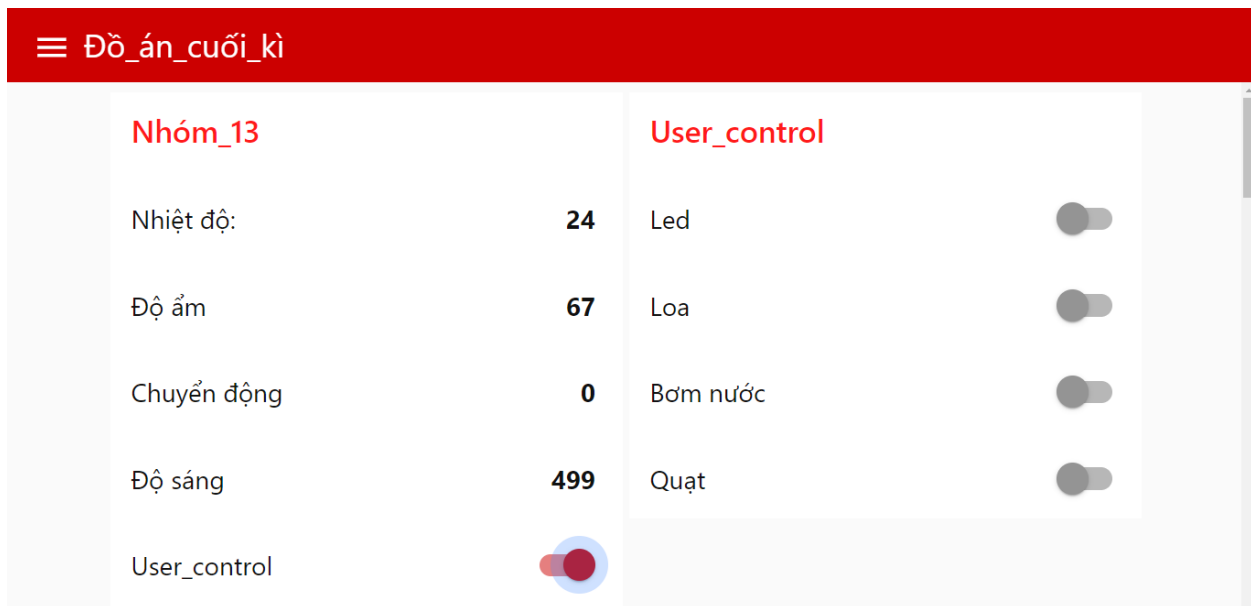 Đồ_án_cuối_kì
Nhóm_13
Nhiệt độ: 24
Độ ẩm 67
Chuyển động 0
Độ sáng 499
User_control
User_control
Led
Loa
Bơm nước
Quạt